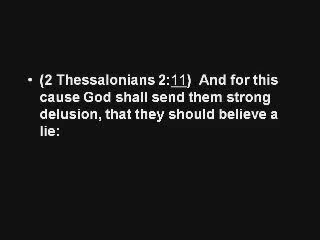 • (2 Thessalonians 2:11)  And for this
cause God shall send them strong
delusion, that they should believe a
lie: